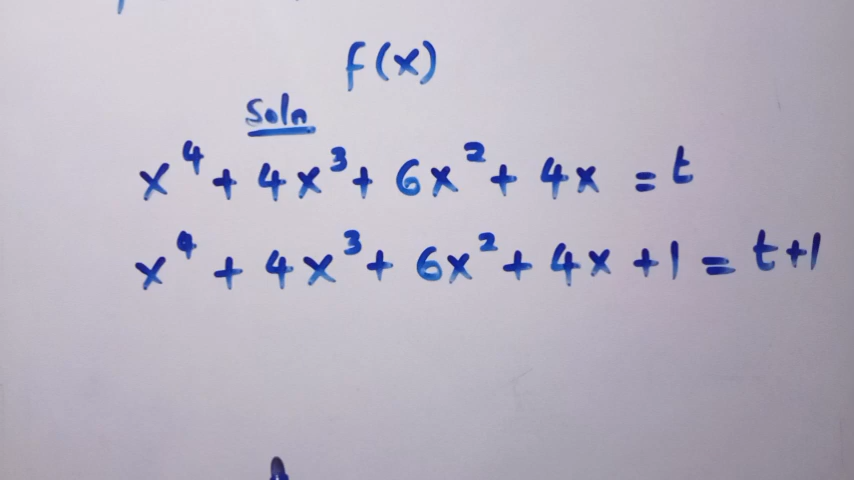 f(x)
Soln
x⁴ + 4x³ + 6x² + 4x = t
x⁴ + 4x³ + 6x² + 4x + 1 = t+1